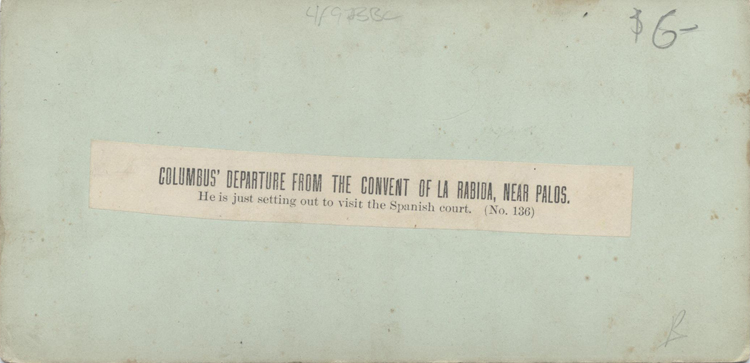 $6-
COLUMBUS' DEPARTURE FROM THE CONVENT OF LA RABIDA, NEAR PALOS.
He is just setting out to visit the Spanish court. (No. 136)
R